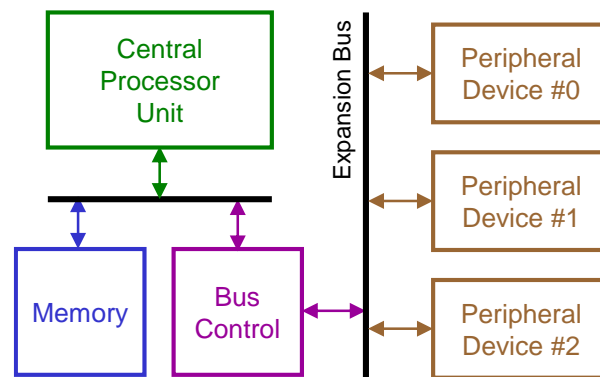 Central
Processor
Unit
Memory
Bus
Control
Expansion Bus
Peripheral
Device #0
Peripheral
Device #1
Peripheral
Device #2